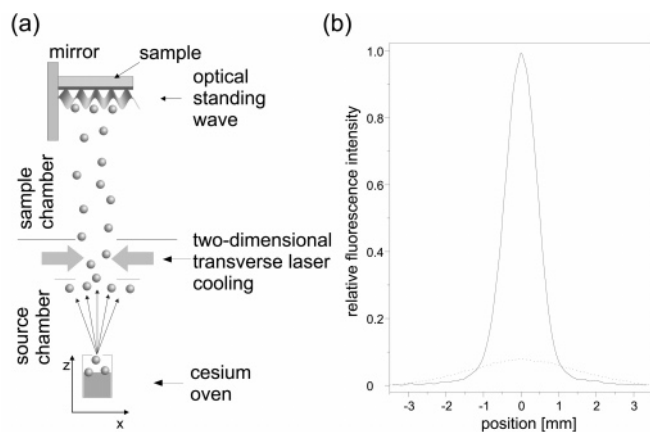 (a)
mirror
sample
optical
standing
wave
sample
chamber
two-dimensional
transverse laser
cooling
source
chamber
z
x
cesium
oven
(b)
relative fluorescence intensity
1.0
0.8
0.6
0.4
0.2
0
-3 -2 -1 0 1 2 3
position [mm]